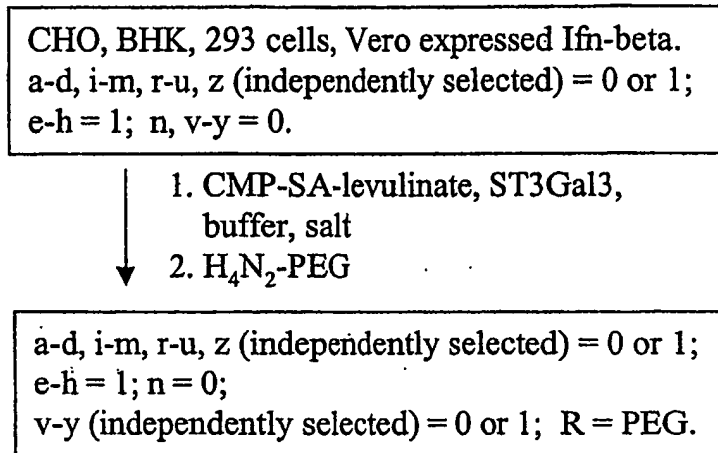 CHO, BHK, 293 cells, Vero expressed Ifn-beta.
a-d, i-m, r-u, z (independently selected) = 0 or 1;
e-h = 1; n, v-y = 0.
1. CMP-SA-levulinate, ST3Gal3,
buffer, salt
2. H₄N₂-PEG
a-d, i-m, r-u, z (independently selected) = 0 or 1;
e-h = 1; n = 0;
v-y (independently selected) = 0 or 1; R = PEG.